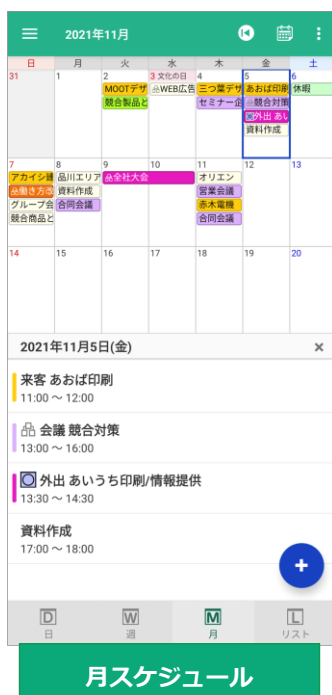 2021年11月
日 月 火 水 木 金 土
31 1 2 3 文化の日 4 5 6
MOOTデザ 品WEB広告 三つ葉デザ あおば印刷 休暇
競合製品と セミナー企 品競合対策
外出 あい
資料作成
7 8 9 10 11 12 13
アカイシ建 品川エリア 品全社大会 オリエン
品働き方改 資料作成 営業会議
グループ会 合同会議 赤木電機
競合商品と 合同会議
14 15 16 17 18 19 20
2021年11月5日(金) ×
来客 あおば印刷
11:00 ～ 12:00
品 会議 競合対策
13:00 ～ 16:00
外出 あいうち印刷/情報提供
13:30 ～ 14:30
資料作成
17:00 ～ 18:00
+
D W M L
日 週 月 リスト
月スケジュール